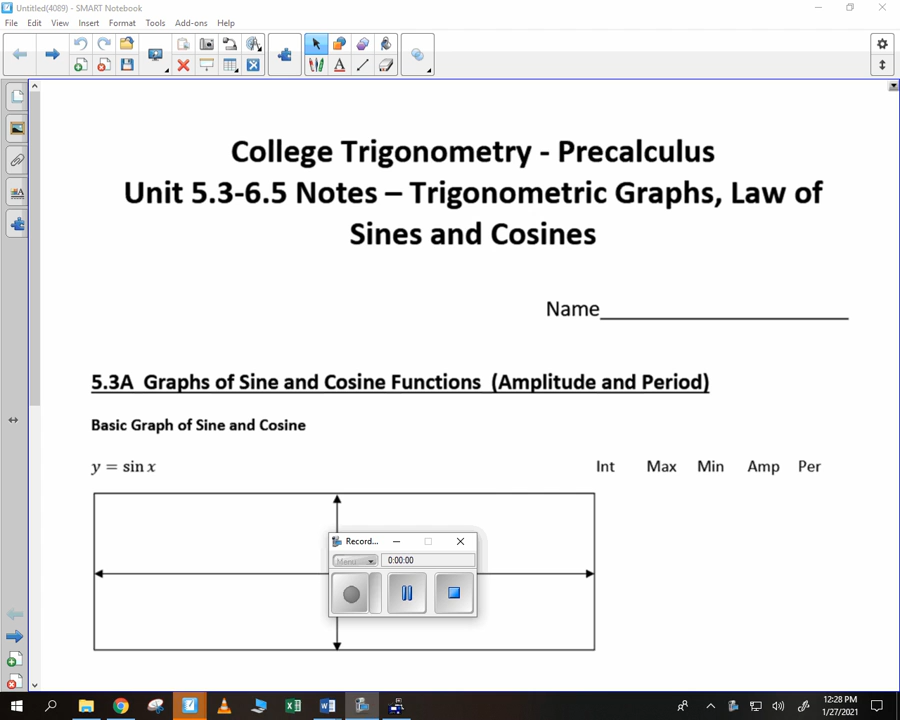 Untitled(4089) - SMART Notebook
File Edit View Insert Format Tools Add-ons Help
College Trigonometry - Precalculus
Unit 5.3-6.5 Notes – Trigonometric Graphs, Law of
Sines and Cosines
Name
5.3A Graphs of Sine and Cosine Functions (Amplitude and Period)
Basic Graph of Sine and Cosine
y = sin x Int Max Min Amp Per
Record...
Menu 0:00:00
12:28 PM
1/27/2021